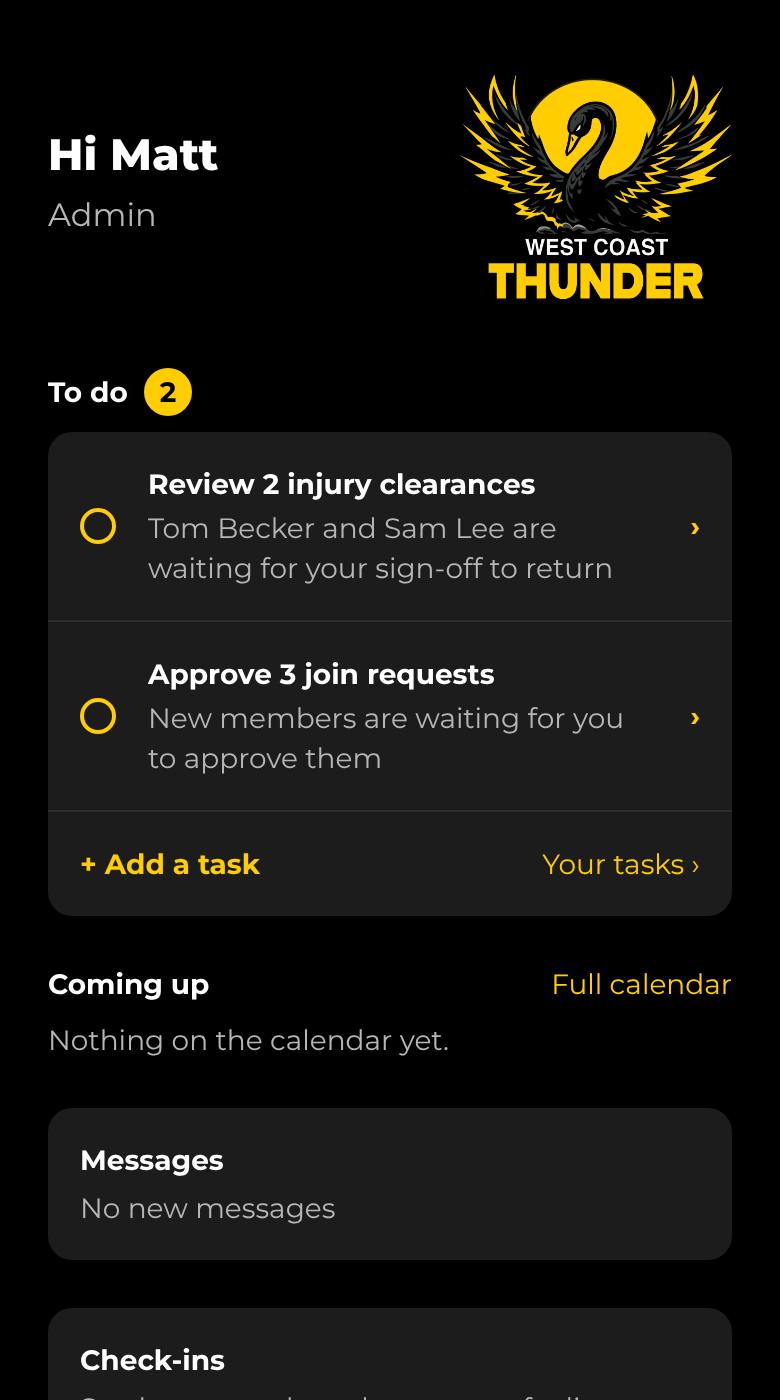 Hi Matt
Admin
WEST COAST
THUNDER
To do 2
Review 2 injury clearances
Tom Becker and Sam Lee are
waiting for your sign-off to return
›
Approve 3 join requests
New members are waiting for you
to approve them
›
+ Add a task
Your tasks ›
Coming up
Full calendar
Nothing on the calendar yet.
Messages
No new messages
Check-ins